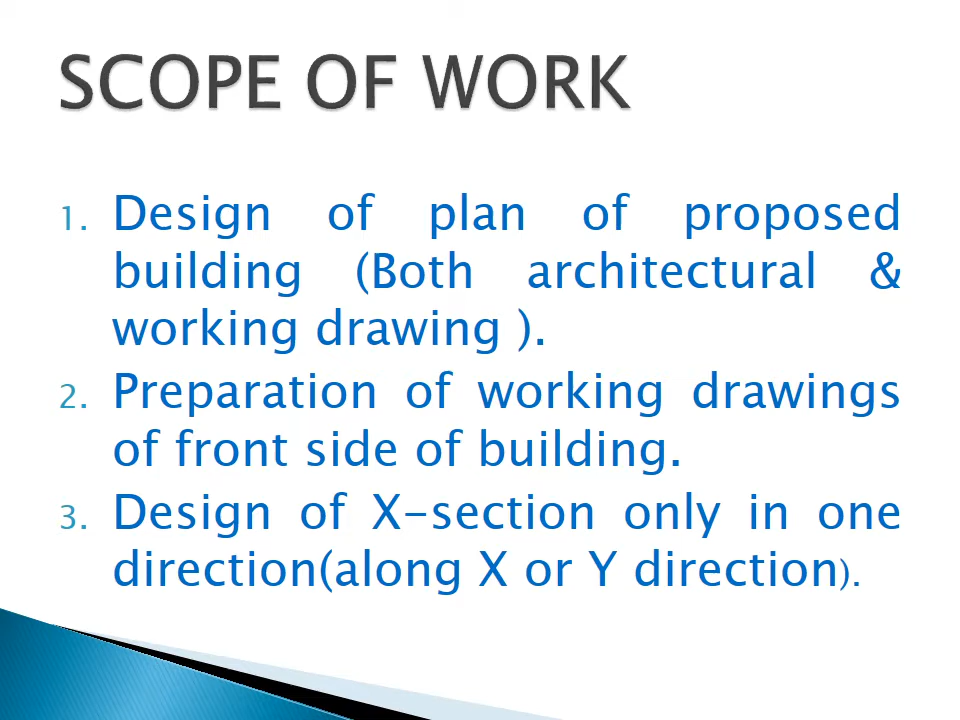 SCOPE OF WORK
1. Design of plan of proposed
building (Both architectural &
working drawing ).
2. Preparation of working drawings
of front side of building.
3. Design of X-section only in one
direction(along X or Y direction).